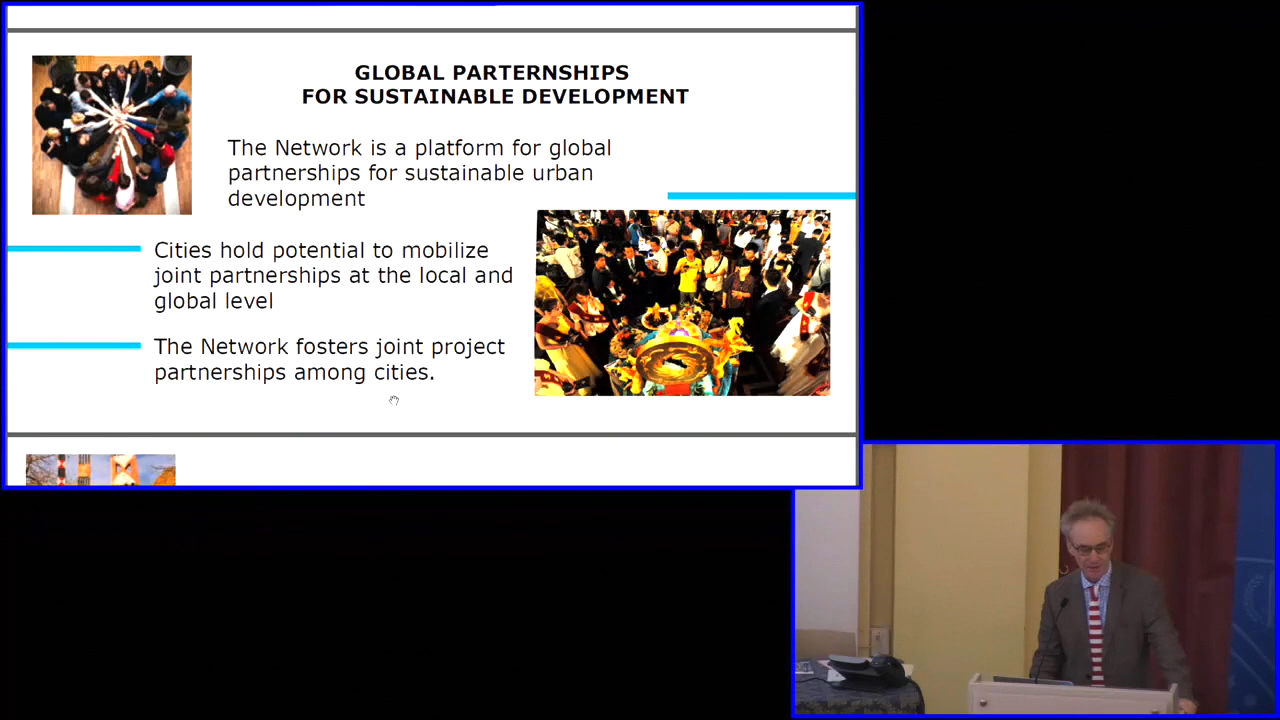 GLOBAL PARTERNSHIPS
FOR SUSTAINABLE DEVELOPMENT
The Network is a platform for global
partnerships for sustainable urban
development
Cities hold potential to mobilize
joint partnerships at the local and
global level
The Network fosters joint project
partnerships among cities.